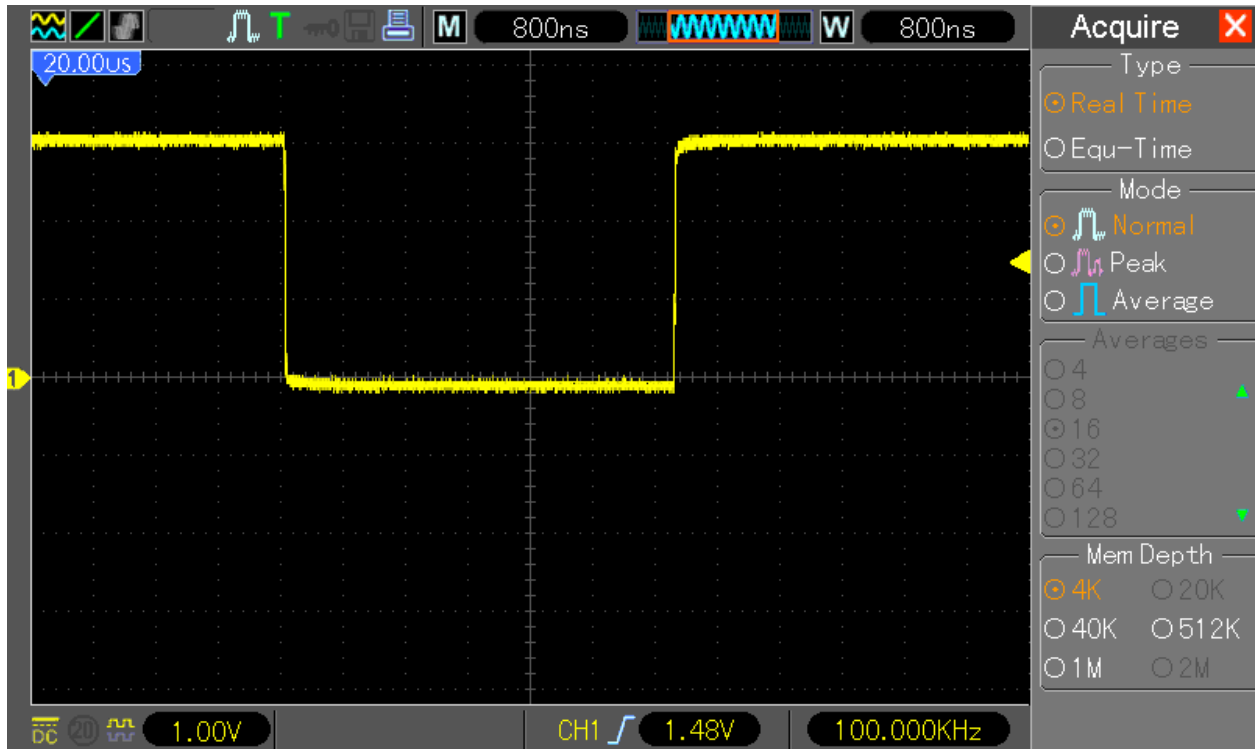 M 800ns W 800ns
20.00us
1
DC 20 1.00V CH1 1.48V 100.000KHz
Acquire
Type
Real Time
Equ-Time
Mode
Normal
Peak
Average
Averages
4
8
16
32
64
128
Mem Depth
4K 20K
40K 512K
1M 2M